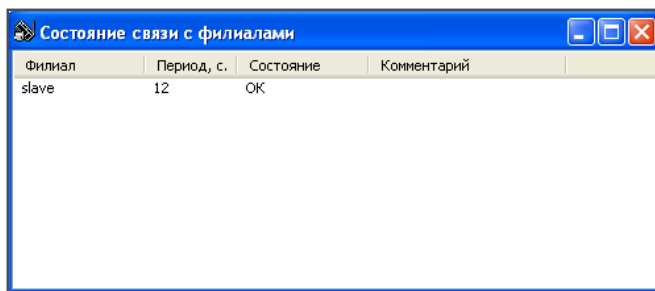 Состояние связи с филиалами
Филиал Период, с. Состояние Комментарий
slave 12 OK